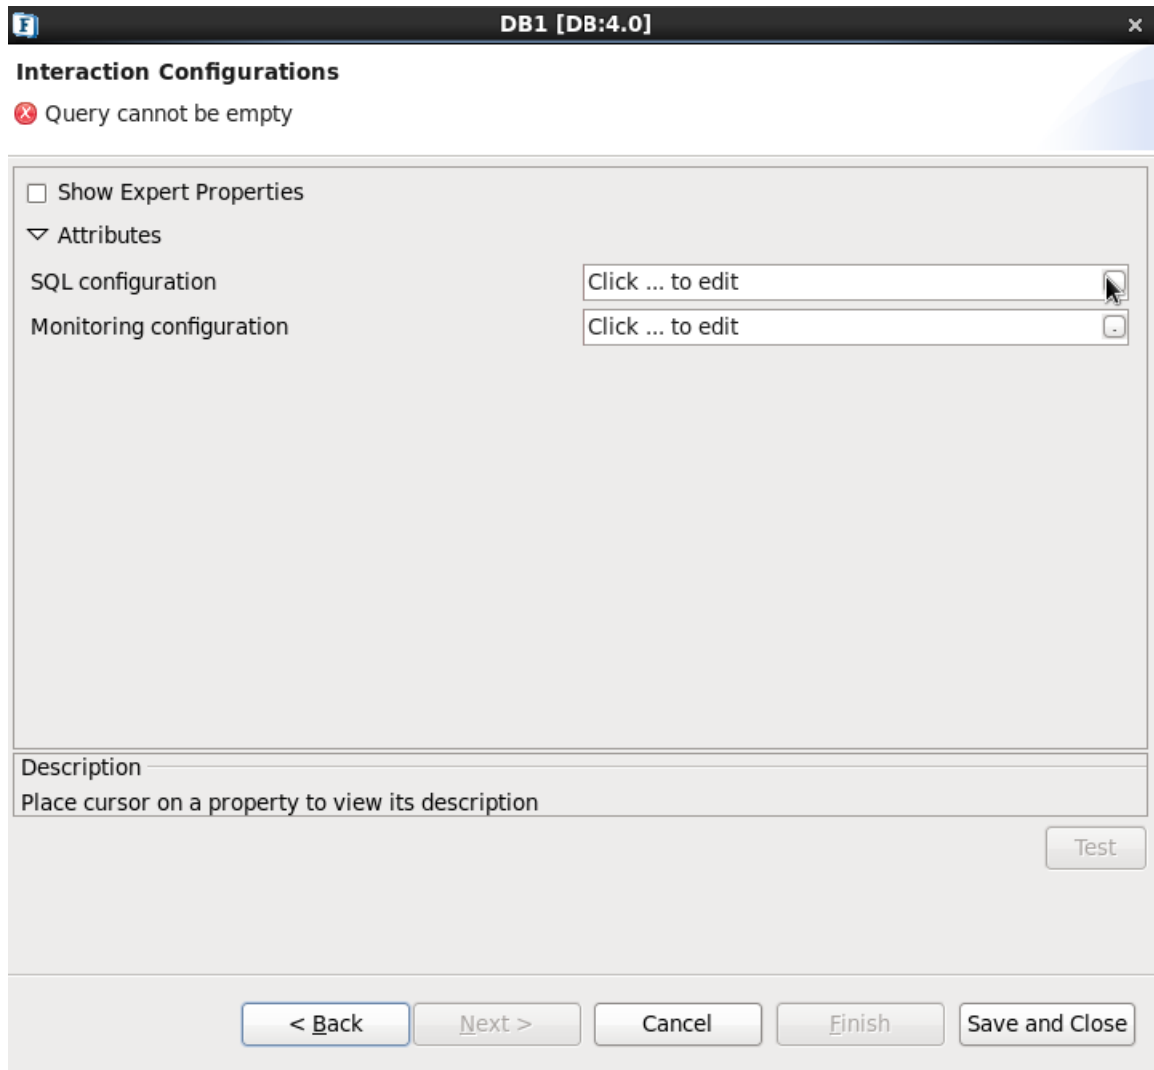 DB1 [DB:4.0]
Interaction Configurations
Query cannot be empty
Show Expert Properties
Attributes
SQL configuration Click ... to edit
Monitoring configuration Click ... to edit .
Description
Place cursor on a property to view its description
Test
< Back Next > Cancel Finish Save and Close